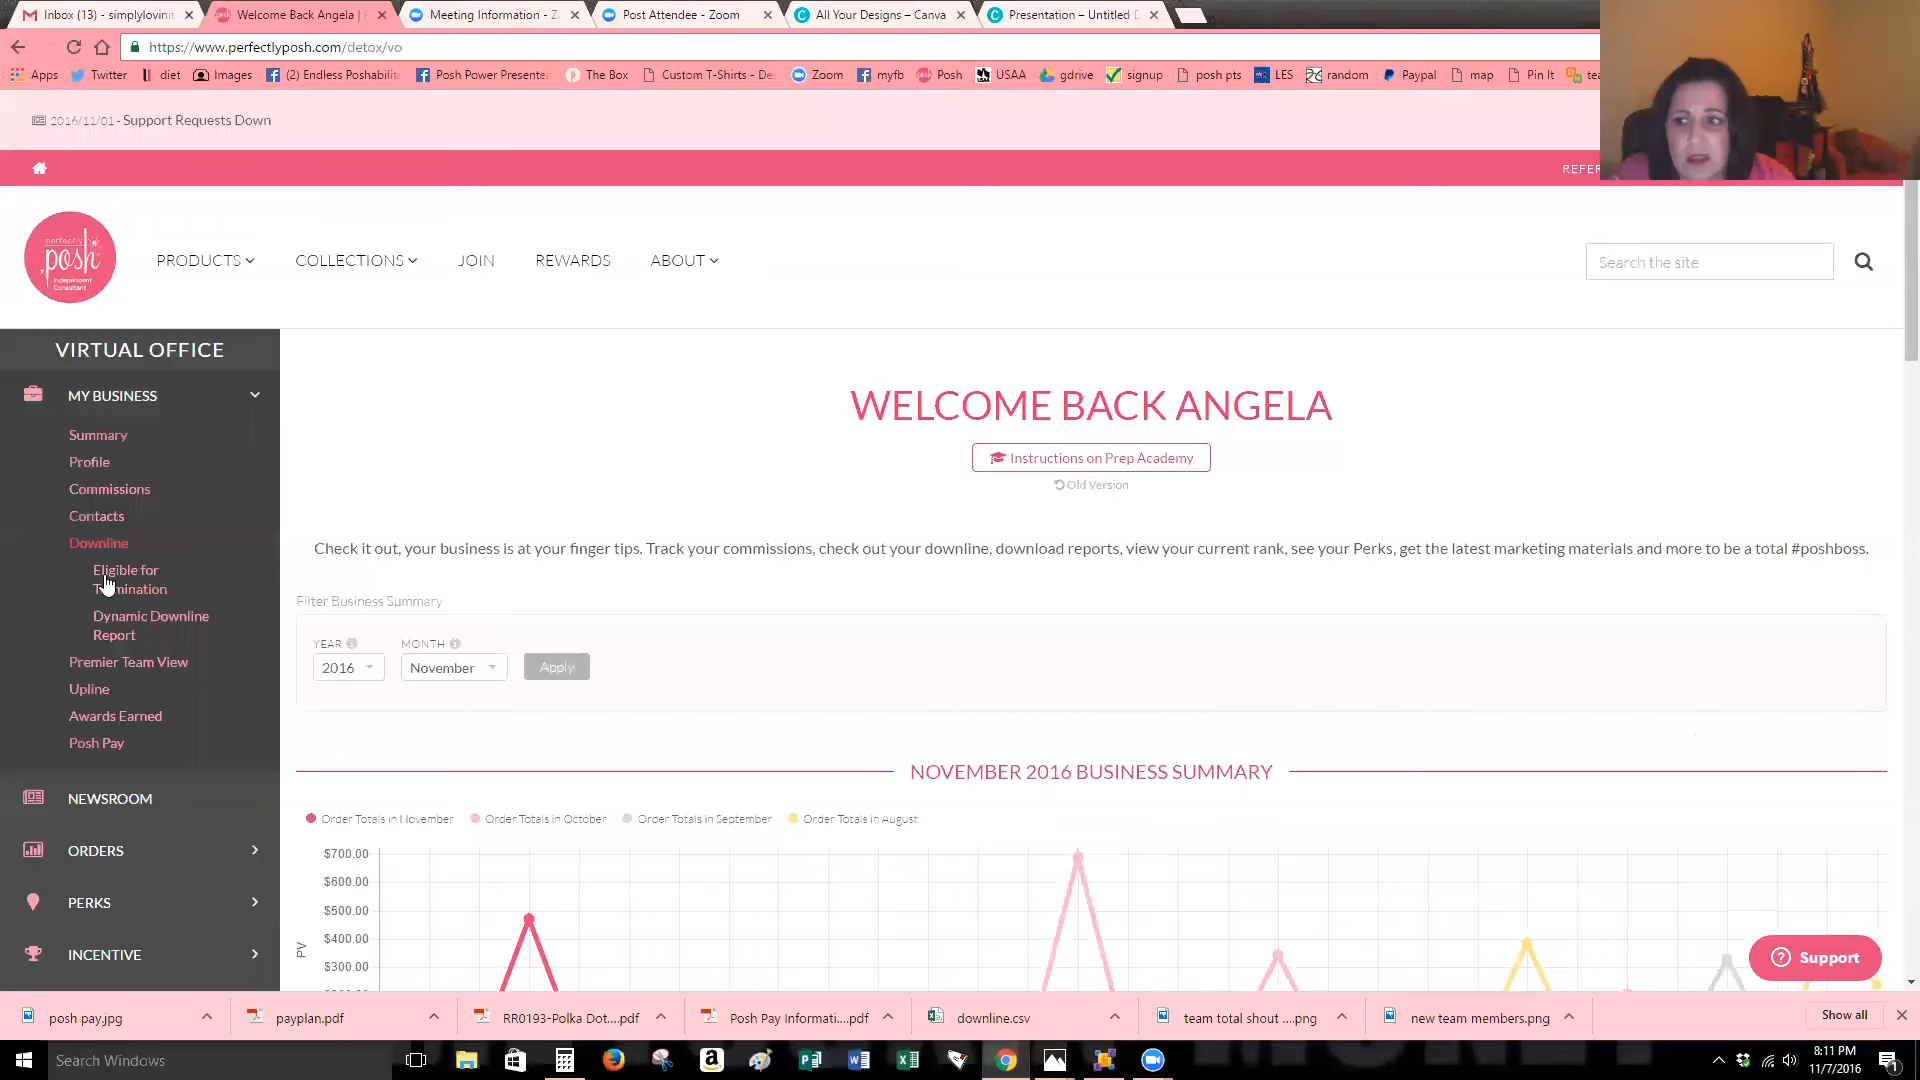 Inbox (13) - simplylovini
Welcome Back Angela |
Meeting Information - Z
Post Attendee - Zoom
All Your Designs – Canva
Presentation – Untitled D
https://www.perfectlyposh.com/detox/vo
Apps
Twitter
diet
Images
(2) Endless Poshabilit
Posh Power Presente
The Box
Custom T-Shirts - De
Zoom
myfb
Posh
USAA
gdrive
signup
posh pts
LES
random
Paypal
map
Pin It
tea
2016/11/01 - Support Requests Down
REFER
perfectly
posh
Independent
Consultant
PRODUCTS
COLLECTIONS
JOIN
REWARDS
ABOUT
Search the site
VIRTUAL OFFICE
MY BUSINESS
Summary
Profile
Commissions
Contacts
Downline
Eligible for
Termination
Dynamic Downline
Report
Premier Team View
Upline
Awards Earned
Posh Pay
NEWSROOM
ORDERS
PERKS
INCENTIVE
WELCOME BACK ANGELA
Instructions on Prep Academy
Old Version
Check it out, your business is at your finger tips. Track your commissions, check out your downline, download reports, view your current rank, see your Perks, get the latest marketing materials and more to be a total #poshboss.
Filter Business Summary
YEAR
MONTH
2016
November
Apply
NOVEMBER 2016 BUSINESS SUMMARY
Order Totals in November
Order Totals in October
Order Totals in September
Order Totals in August
$700.00
$600.00
$500.00
$400.00
$300.00
PV
Support
posh pay.jpg
payplan.pdf
RR0193-Polka Dot....pdf
Posh Pay Informati....pdf
downline.csv
team total shout ....png
new team members.png
Show all
Search Windows
8:11 PM
11/7/2016